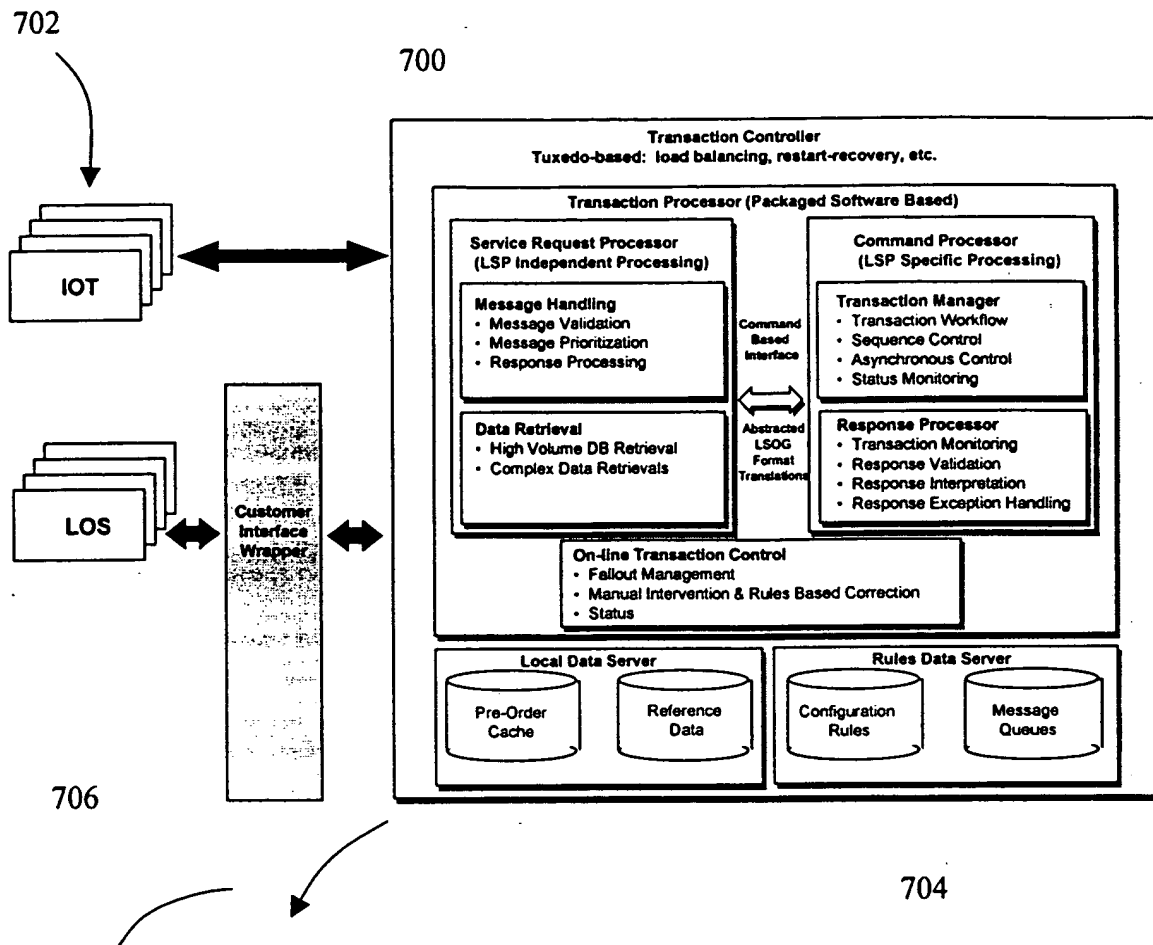 702
700
Transaction Controller
Tuxedo-based: load balancing, restart-recovery, etc.
Transaction Processor (Packaged Software Based)
Service Request Processor
(LSP Independent Processing)
Message Handling
• Message Validation
• Message Prioritization
• Response Processing
Data Retrieval
• High Volume DB Retrieval
• Complex Data Retrievals
Command
Based
Interface
Abstracted
LSOG
Format
Translations
Command Processor
(LSP Specific Processing)
Transaction Manager
• Transaction Workflow
• Sequence Control
• Asynchronous Control
• Status Monitoring
Response Processor
• Transaction Monitoring
• Response Validation
• Response Interpretation
• Response Exception Handling
On-line Transaction Control
• Fallout Management
• Manual Intervention & Rules Based Correction
• Status
IOT
LOS
Customer
Interface
Wrapper
Local Data Server
Pre-Order
Cache
Reference
Data
Rules Data Server
Configuration
Rules
Message
Queues
706
704